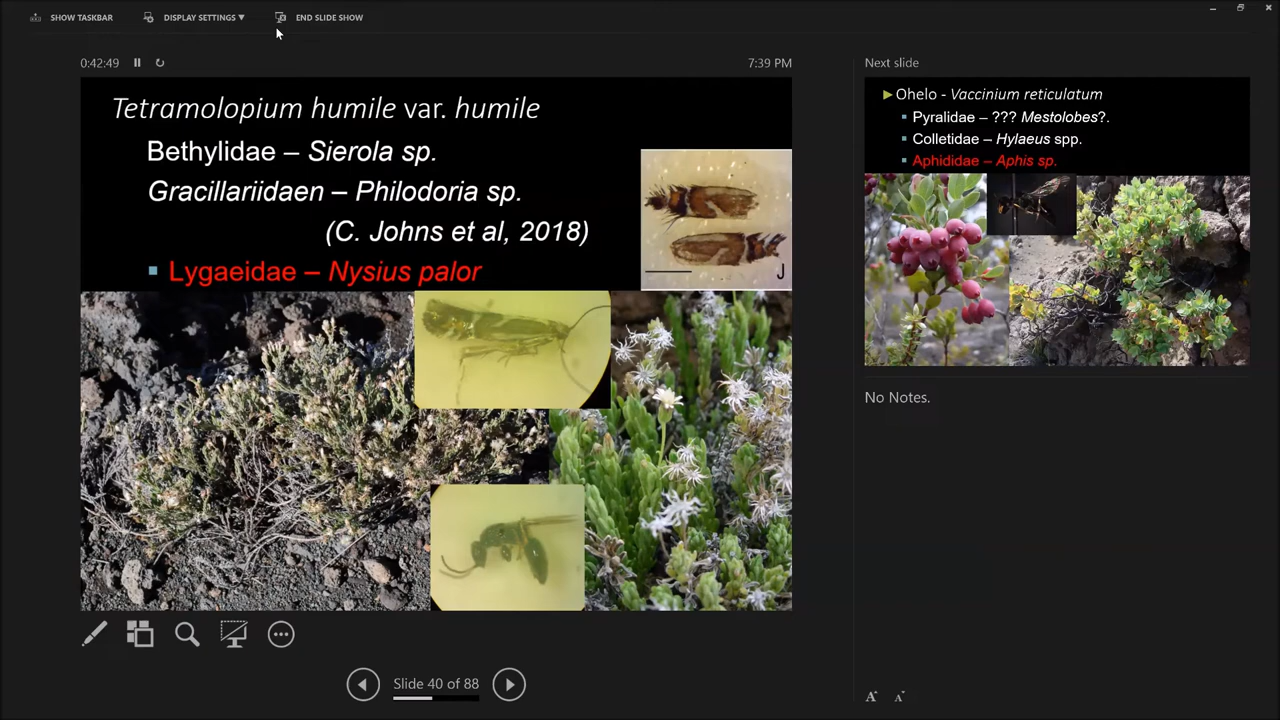 SHOW TASKBAR
DISPLAY SETTINGS ▼
END SLIDE SHOW
0:42:49
7:39 PM
Tetramolopium humile var. humile
Bethylidae – Sierola sp.
Gracillariidaen – Philodoria sp.
(C. Johns et al, 2018)
Lygaeidae – Nysius palor
J
Next slide
Ohelo - Vaccinium reticulatum
Pyralidae – ??? Mestolobes?.
Colletidae – Hylaeus spp.
Aphididae – Aphis sp.
No Notes.
Slide 40 of 88
A A